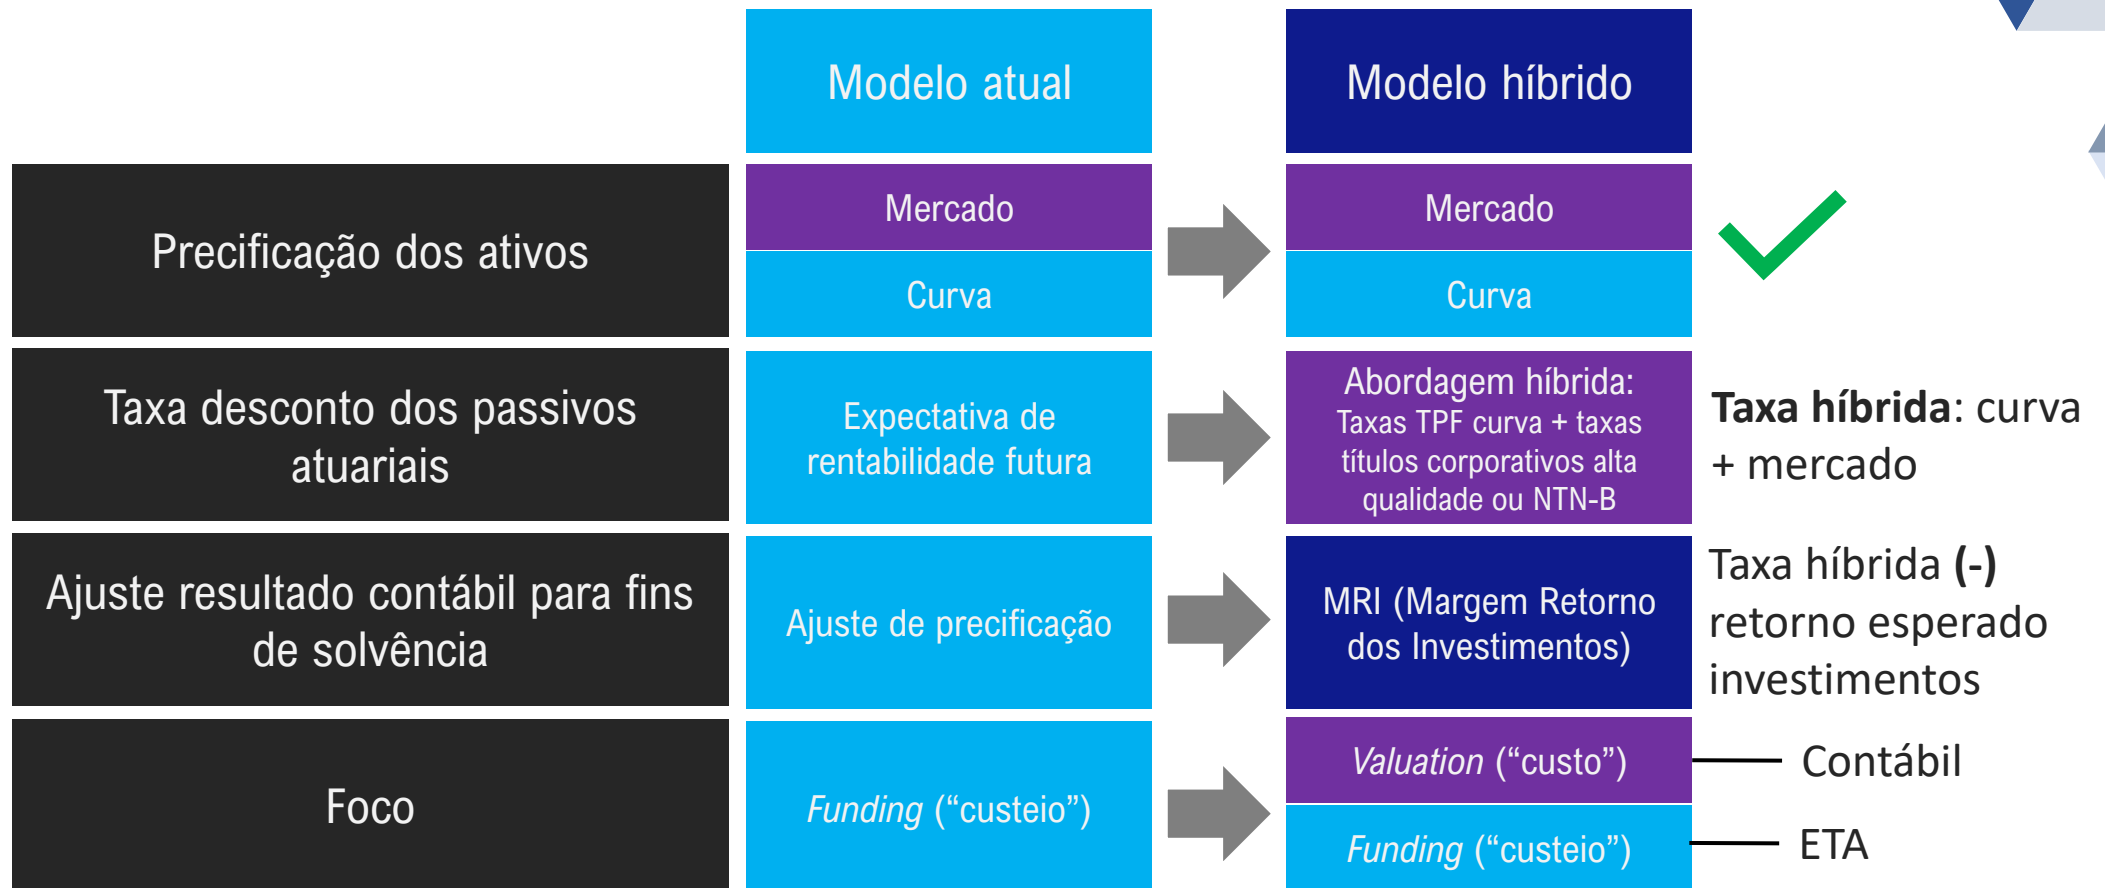 Modelo atual
Modelo híbrido
Precificação dos ativos
Mercado
Curva
Mercado
Curva
Taxa desconto dos passivos
atuariais
Expectativa de
rentabilidade futura
Abordagem híbrida:
Taxas TPF curva + taxas
títulos corporativos alta
qualidade ou NTN-B
Taxa híbrida: curva
+ mercado
Ajuste resultado contábil para fins
de solvência
Ajuste de precificação
MRI (Margem Retorno
dos Investimentos)
Taxa híbrida (-)
retorno esperado
investimentos
Foco
Funding (“custeio”)
Valuation (“custo”)
Contábil
Funding (“custeio”)
ETA